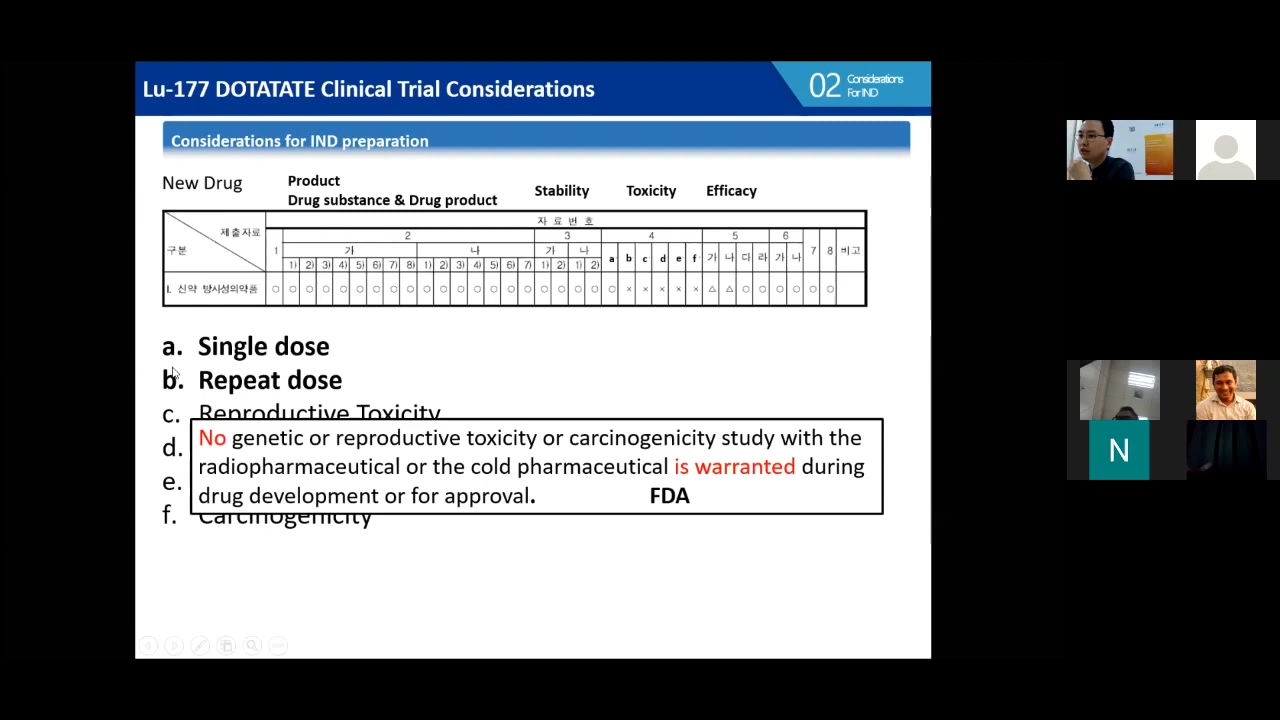 Lu-177 DOTATATE Clinical Trial Considerations
02 Considerations
For IND
Considerations for IND preparation
New Drug
Product
Drug substance & Drug product
Stability
Toxicity
Efficacy
제출자료
구분
자 료 번 호
1 2 3 4 5 6 7 8 비고
가 나 가 나 a b c d e f 가 나 다 라 가 나
1) 2) 3) 4) 5) 6) 7) 8) 1) 2) 3) 4) 5) 6) 7) 1) 2) 1) 2)
I. 신약 방사성의약품 ○ ○ ○ ○ ○ ○ ○ ○ ○ ○ ○ ○ ○ ○ ○ ○ ○ ○ ○ ○ ○ × × × × × △ △ ○ ○ ○ ○ ○ ○
a. Single dose
b. Repeat dose
c. Reproductive Toxicity
d.
No genetic or reproductive toxicity or carcinogenicity study with the
radiopharmaceutical or the cold pharmaceutical is warranted during
e.
drug development or for approval. FDA
f. Carcinogenicity
N